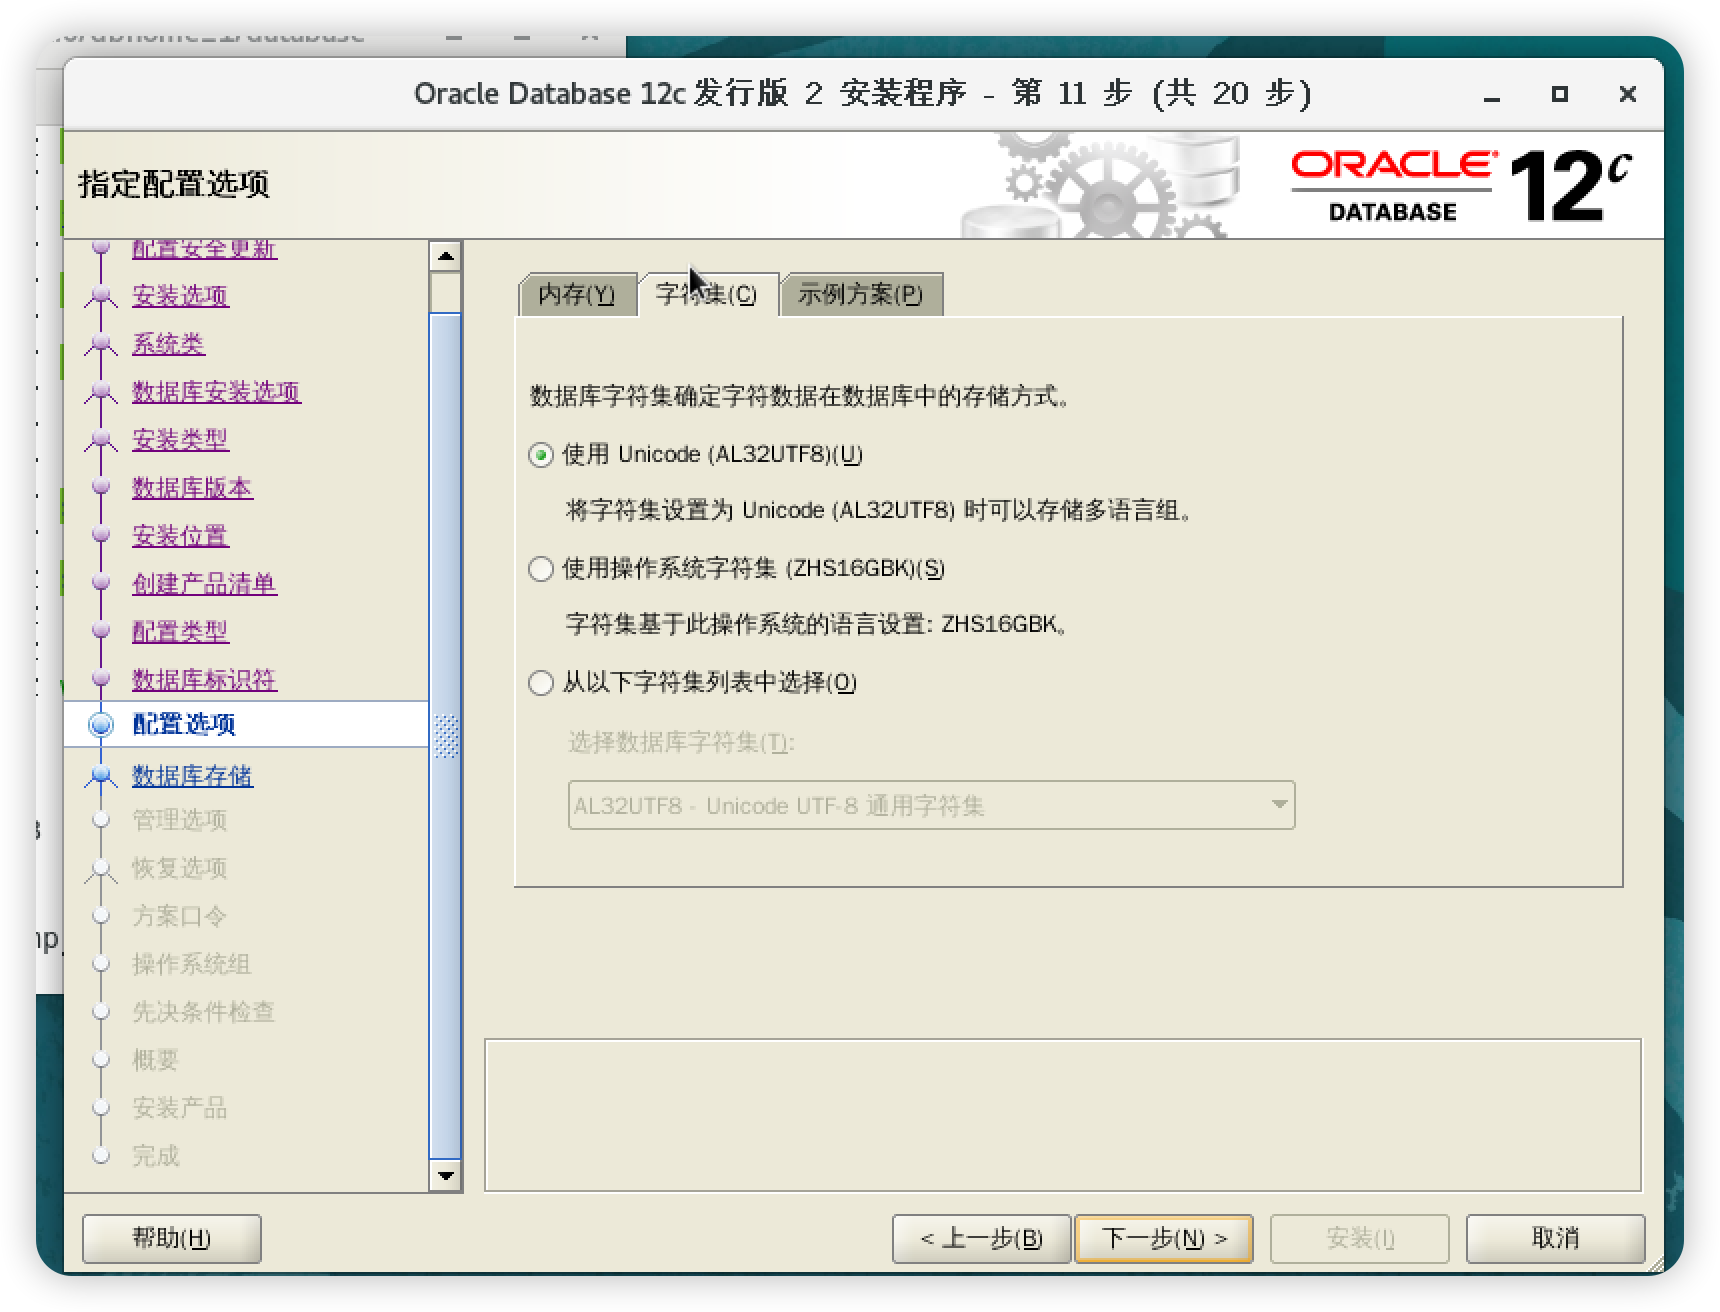 Oracle Database 12c 发行版 2 安装程序 - 第 11 步 (共 20 步)
指定配置选项
ORACLE
DATABASE
12c
配置安全更新
安装选项
系统类
数据库安装选项
安装类型
数据库版本
安装位置
创建产品清单
配置类型
数据库标识符
配置选项
数据库存储
管理选项
恢复选项
方案口令
操作系统组
先决条件检查
概要
安装产品
完成
内存(Y) 字符集(C) 示例方案(P)
数据库字符集确定字符数据在数据库中的存储方式。
使用 Unicode (AL32UTF8)(U)
将字符集设置为 Unicode (AL32UTF8) 时可以存储多语言组。
使用操作系统字符集 (ZHS16GBK)(S)
字符集基于此操作系统的语言设置: ZHS16GBK。
从以下字符集列表中选择(O)
选择数据库字符集(T):
AL32UTF8 - Unicode UTF-8 通用字符集
帮助(H) < 上一步(B) 下一步(N) > 安装(I) 取消